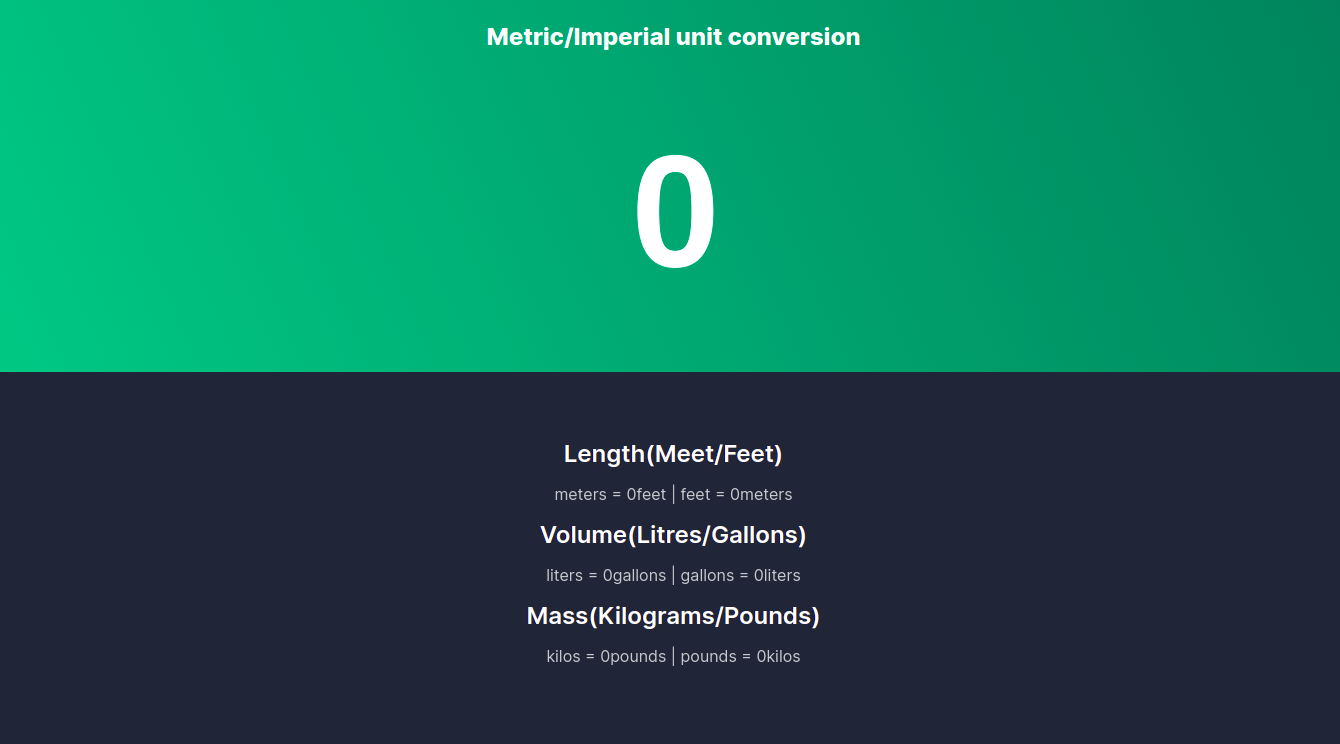 Metric/Imperial unit conversion
0
Length(Meet/Feet)
meters = 0feet | feet = 0meters
Volume(Litres/Gallons)
liters = 0gallons | gallons = 0liters
Mass(Kilograms/Pounds)
kilos = 0pounds | pounds = 0kilos